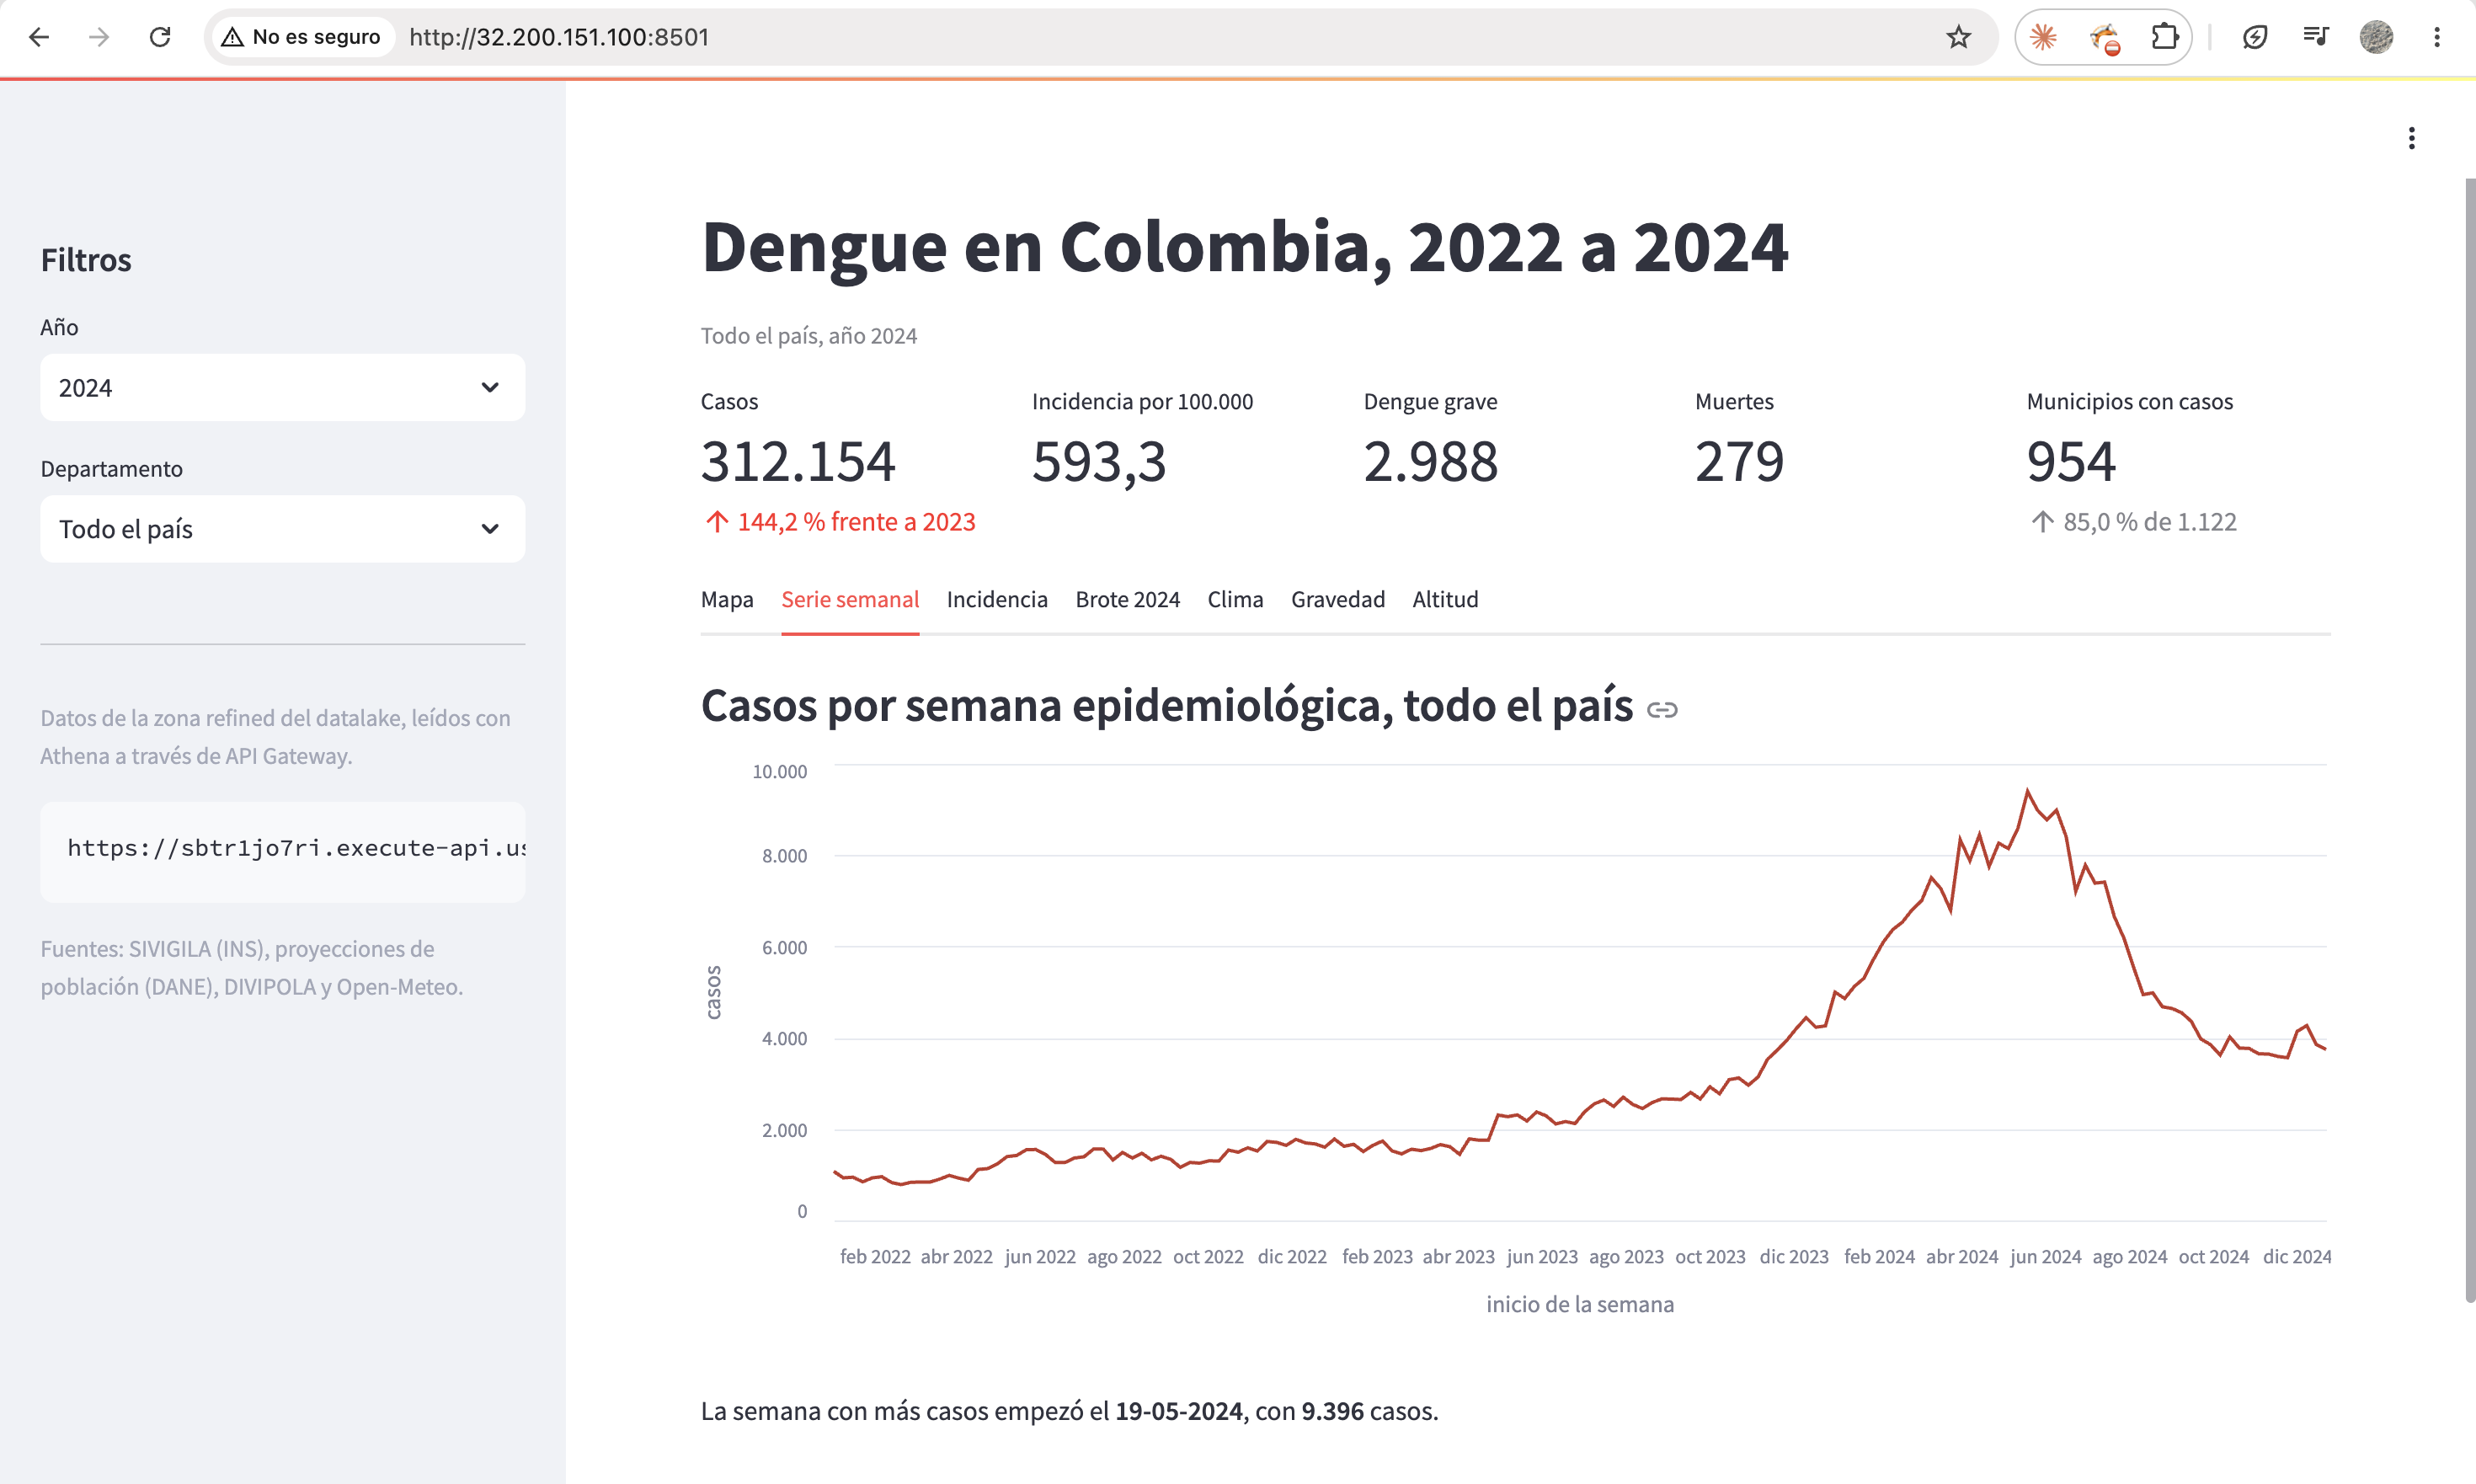 No es seguro
http://32.200.151.100:8501
Filtros
Año
2024
Departamento
Todo el país
Datos de la zona refined del datalake, leídos con
Athena a través de API Gateway.
https://sbtr1jo7ri.execute-api.us
Fuentes: SIVIGILA (INS), proyecciones de
población (DANE), DIVIPOLA y Open-Meteo.
Dengue en Colombia, 2022 a 2024
Todo el país, año 2024
Casos
312.154
144,2 % frente a 2023
Incidencia por 100.000
593,3
Dengue grave
2.988
Muertes
279
Municipios con casos
954
85,0 % de 1.122
Mapa Serie semanal Incidencia Brote 2024 Clima Gravedad Altitud
Casos por semana epidemiológica, todo el país
casos
10.000
8.000
6.000
4.000
2.000
0
feb 2022 abr 2022 jun 2022 ago 2022 oct 2022 dic 2022 feb 2023 abr 2023 jun 2023 ago 2023 oct 2023 dic 2023 feb 2024 abr 2024 jun 2024 ago 2024 oct 2024 dic 2024
inicio de la semana
La semana con más casos empezó el 19-05-2024, con 9.396 casos.